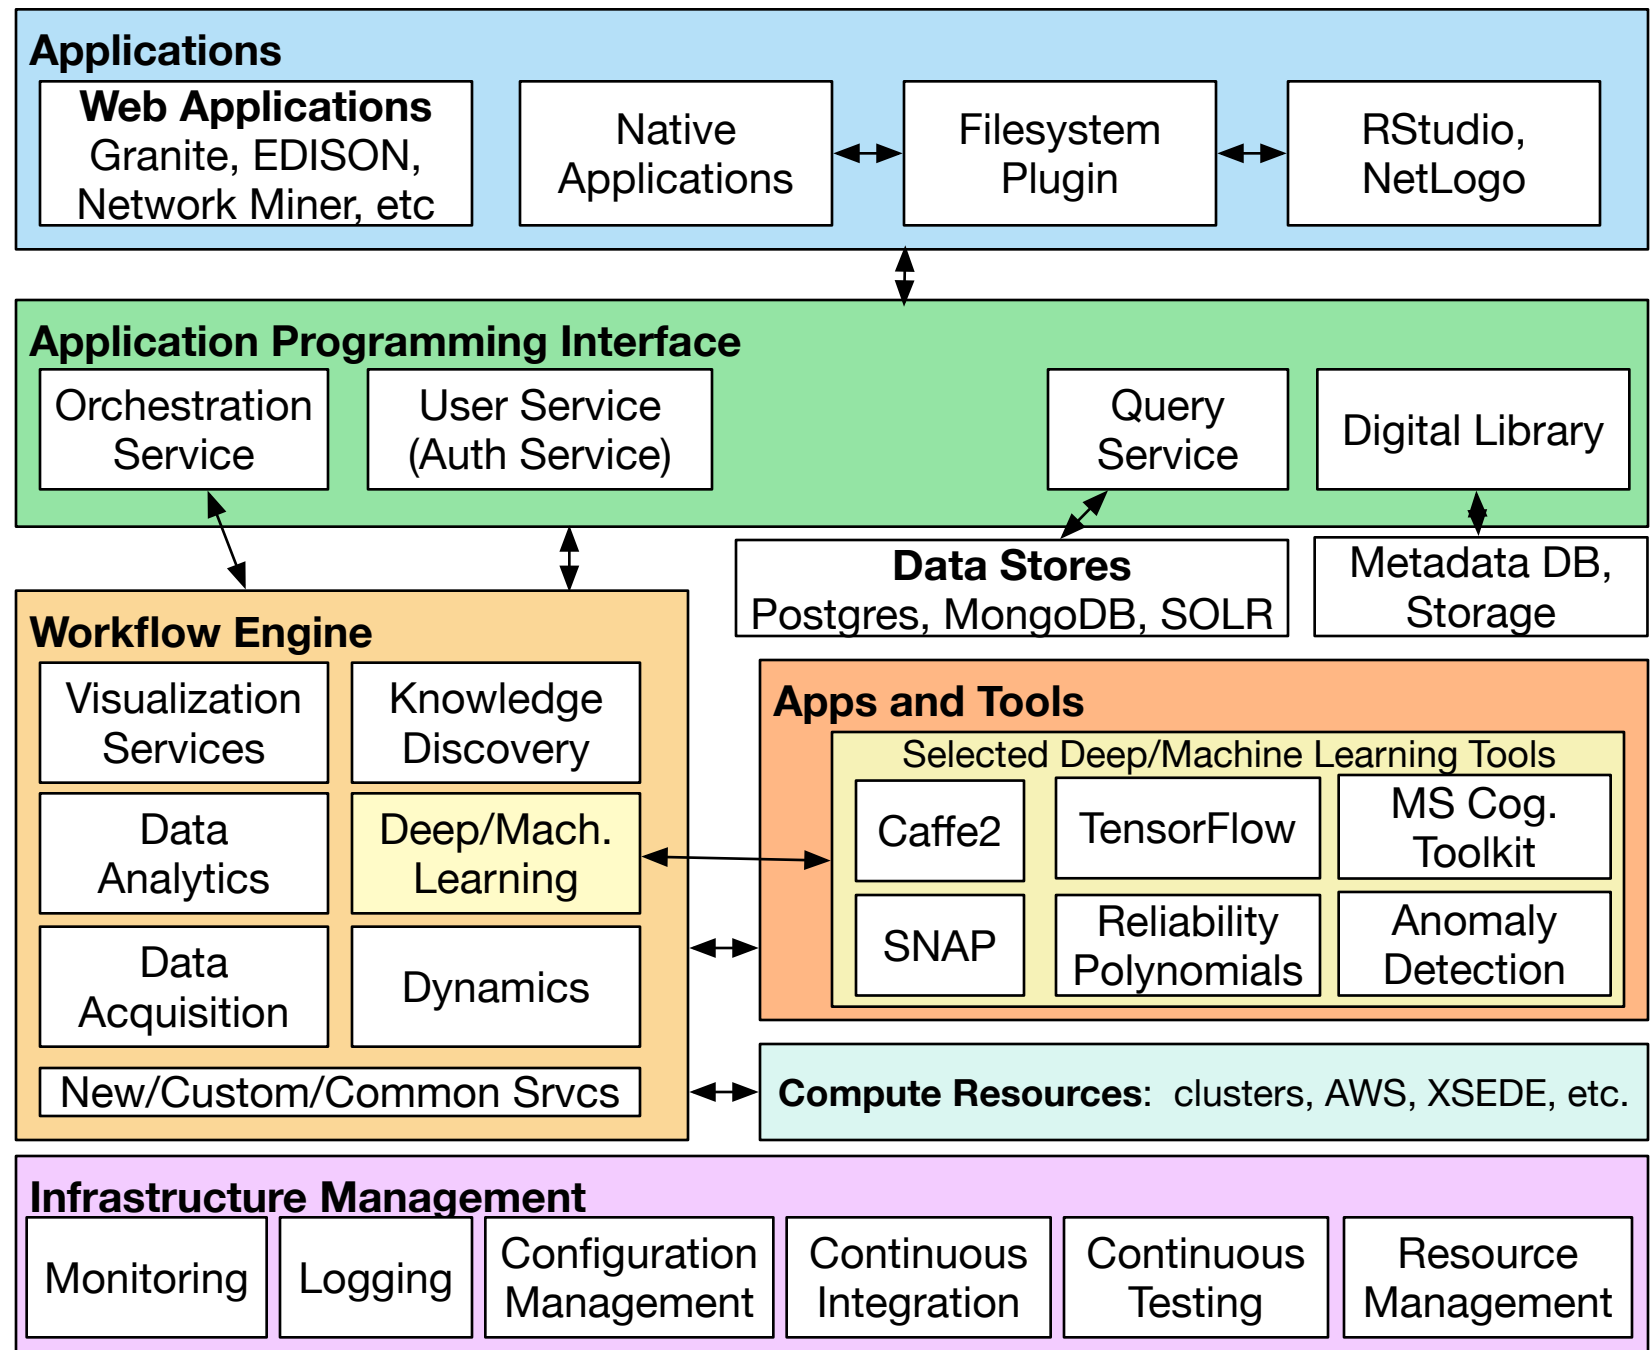 Applications
Web Applications
Granite, EDISON,
Network Miner, etc
Native
Applications
Filesystem
Plugin
RStudio,
NetLogo
Application Programming Interface
Orchestration
Service
User Service
(Auth Service)
Query
Service
Digital Library
Data Stores
Postgres, MongoDB, SOLR
Metadata DB,
Storage
Workflow Engine
Visualization
Services
Knowledge
Discovery
Data
Analytics
Deep/Mach.
Learning
Data
Acquisition
Dynamics
New/Custom/Common Srvcs
Apps and Tools
Selected Deep/Machine Learning Tools
Caffe2
TensorFlow
MS Cog.
Toolkit
SNAP
Reliability
Polynomials
Anomaly
Detection
Compute Resources: clusters, AWS, XSEDE, etc.
Infrastructure Management
Monitoring
Logging
Configuration
Management
Continuous
Integration
Continuous
Testing
Resource
Management